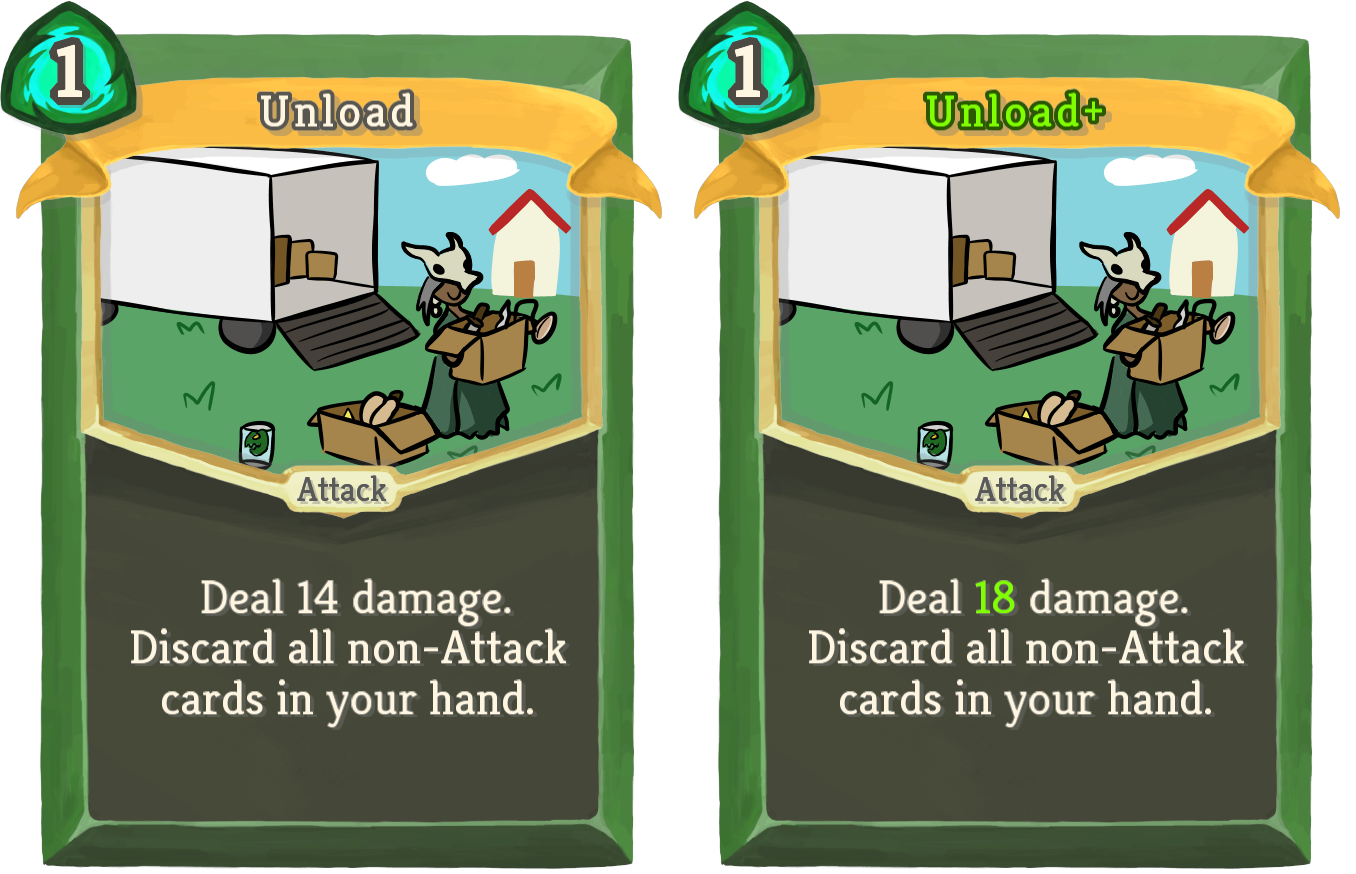 1
Unload
Attack
Deal 14 damage.
Discard all non-Attack
cards in your hand.
1
Unload+
Attack
Deal 18 damage.
Discard all non-Attack
cards in your hand.